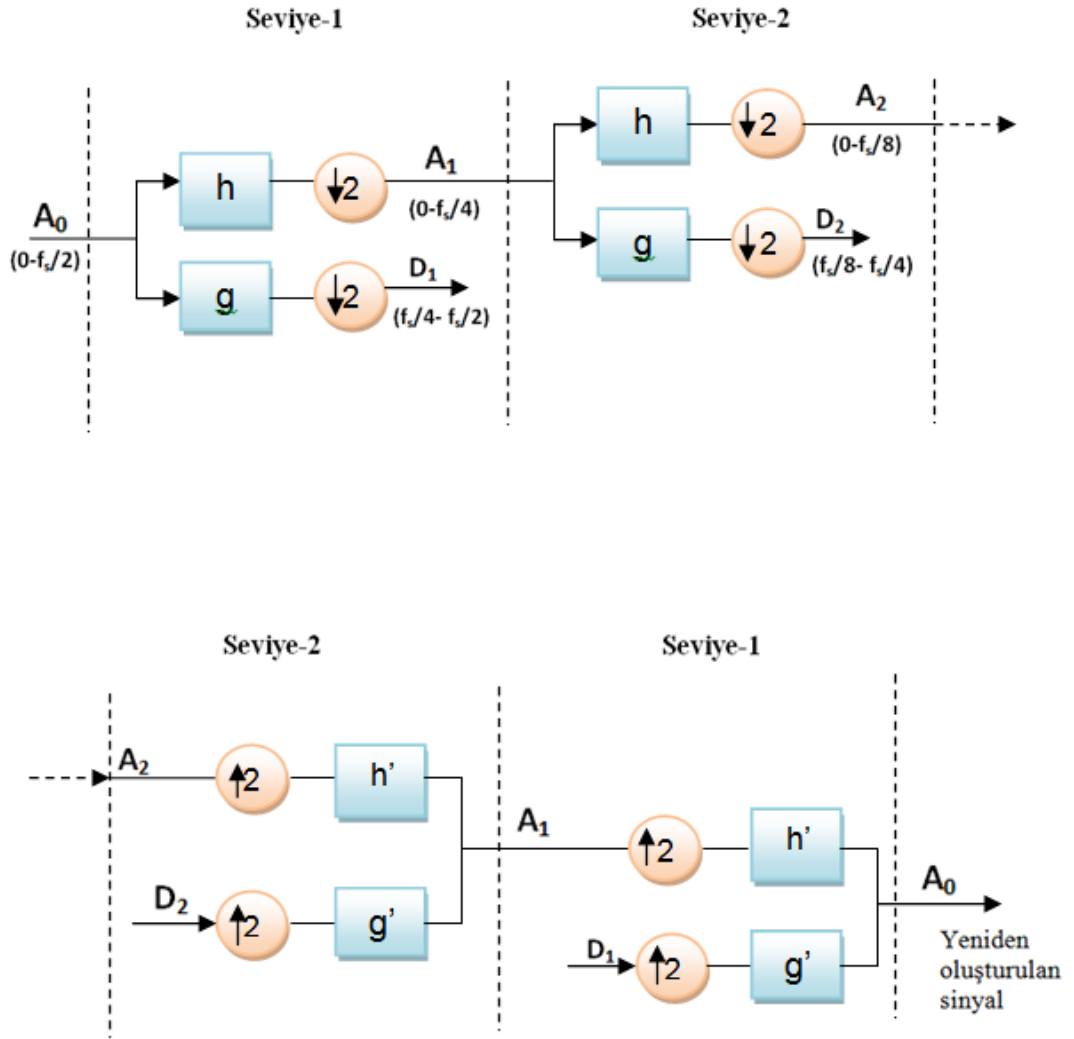 Seviye-1
Seviye-2
h
↓2
A₂
(0-fₛ/8)
A₀
(0-fₛ/2)
h
↓2
A₁
(0-fₛ/4)
g
↓2
D₂
(fₛ/8- fₛ/4)
g
↓2
D₁
(fₛ/4- fₛ/2)
Seviye-2
Seviye-1
A₂
↑2
h’
A₁
↑2
h’
A₀
D₂
↑2
g’
D₁
↑2
g’
Yeniden
oluşturulan
sinyal